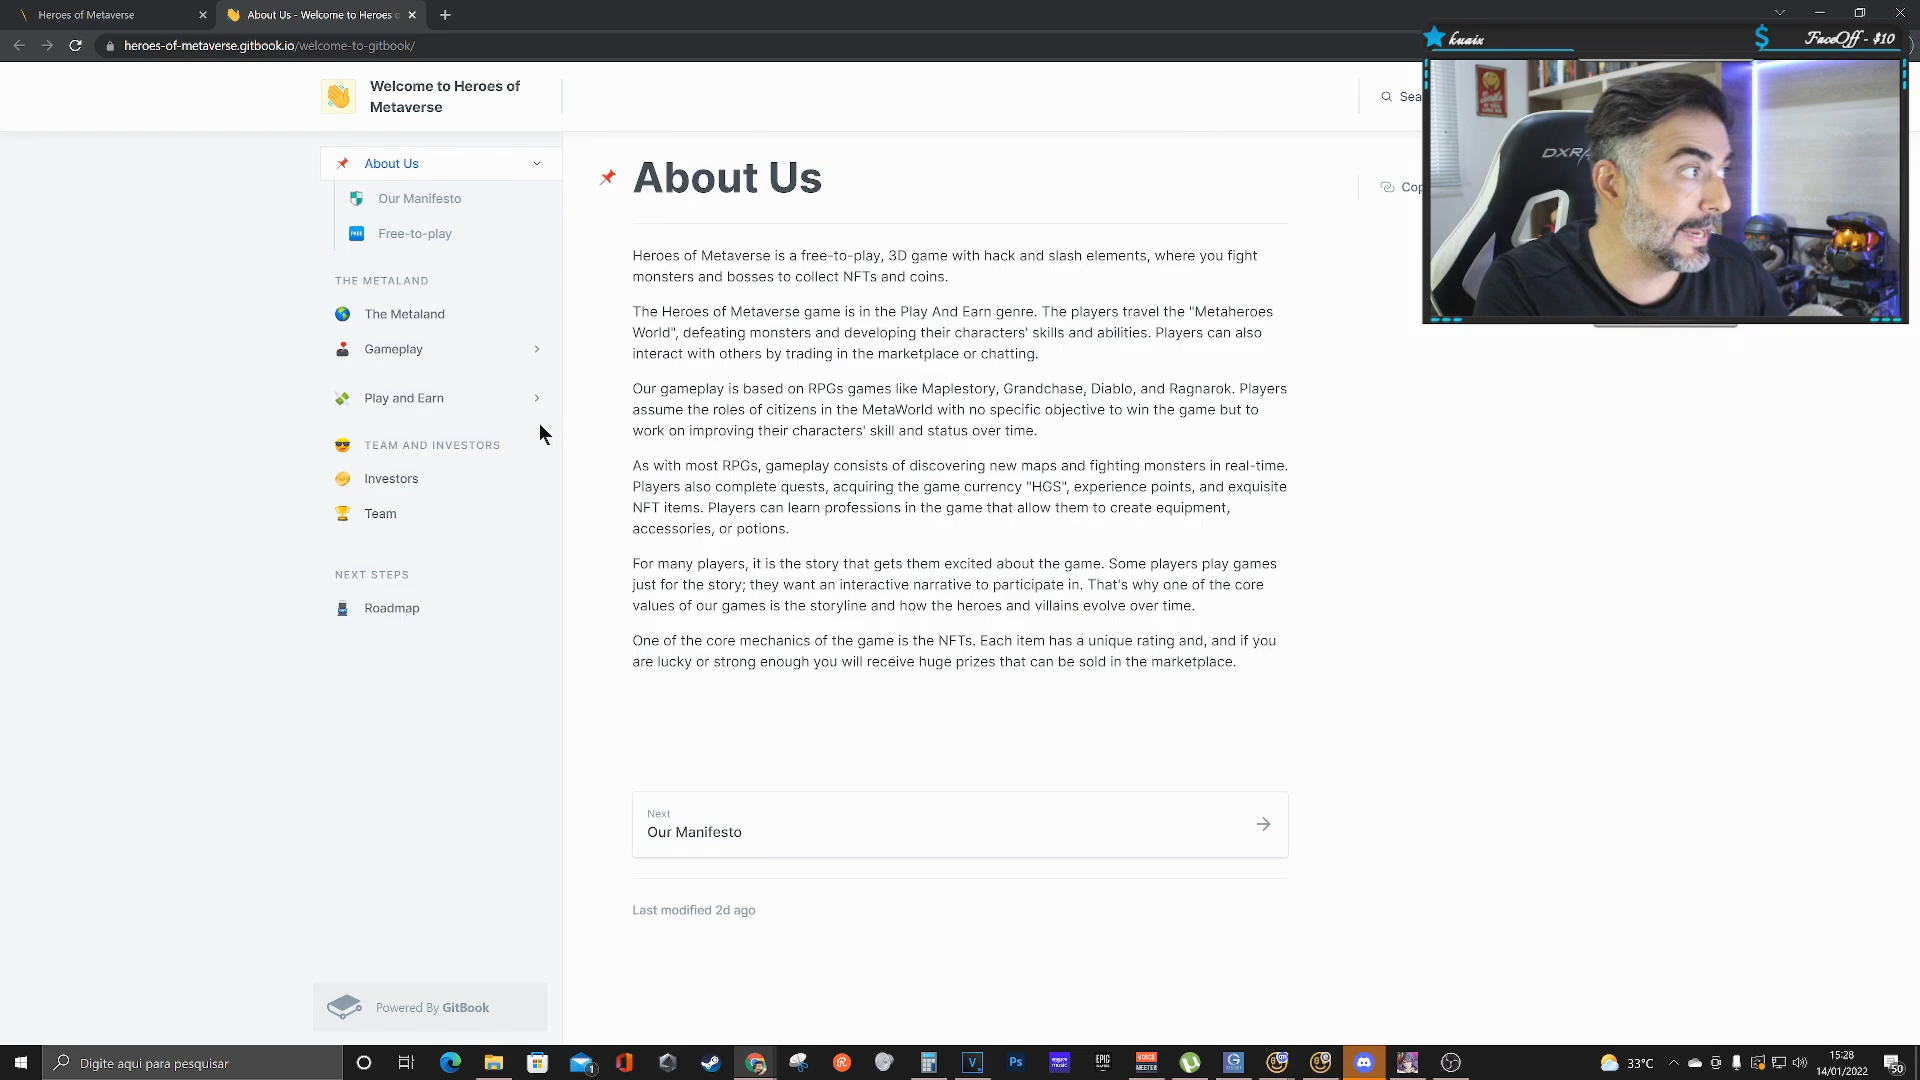 Heroes of Metaverse
About Us - Welcome to Heroes o
heroes-of-metaverse.gitbook.io/welcome-to-gitbook/
kuaix
FaceOff - $10
Welcome to Heroes of
Metaverse
Sea
About Us
Our Manifesto
FREE
Free-to-play
THE METALAND
The Metaland
Gameplay
Play and Earn
TEAM AND INVESTORS
Investors
Team
NEXT STEPS
Roadmap
Powered By GitBook
About Us
Cop
Heroes of Metaverse is a free-to-play, 3D game with hack and slash elements, where you fight
monsters and bosses to collect NFTs and coins.
The Heroes of Metaverse game is in the Play And Earn genre. The players travel the "Metaheroes
World", defeating monsters and developing their characters' skills and abilities. Players can also
interact with others by trading in the marketplace or chatting.
Our gameplay is based on RPGs games like Maplestory, Grandchase, Diablo, and Ragnarok. Players
assume the roles of citizens in the MetaWorld with no specific objective to win the game but to
work on improving their characters' skill and status over time.
As with most RPGs, gameplay consists of discovering new maps and fighting monsters in real-time.
Players also complete quests, acquiring the game currency "HGS", experience points, and exquisite
NFT items. Players can learn professions in the game that allow them to create equipment,
accessories, or potions.
For many players, it is the story that gets them excited about the game. Some players play games
just for the story; they want an interactive narrative to participate in. That's why one of the core
values of our games is the storyline and how the heroes and villains evolve over time.
One of the core mechanics of the game is the NFTs. Each item has a unique rating and, and if you
are lucky or strong enough you will receive huge prizes that can be sold in the marketplace.
Next
Our Manifesto
Last modified 2d ago
DXRA
Digite aqui para pesquisar
1
Ps
EPIC
GAMES
VOICE
MEETER
33°C
15:28
14/01/2022
50